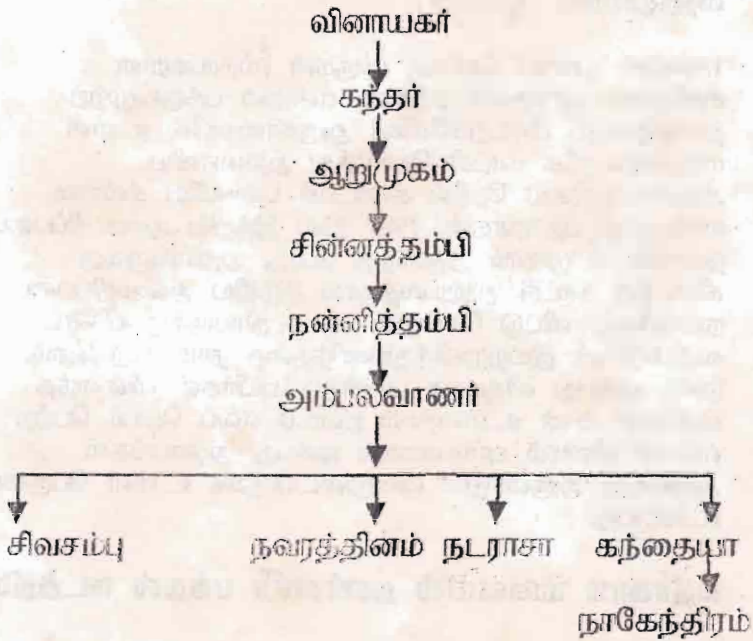 வினாயகர்
கந்தர்
ஆறுமுகம்
சின்னத்தம்பி
நன்னித்தம்பி
அம்பலவாணர்
சிவசம்பு நவரத்தினம் நடராசா கந்தையா
நாகேந்திரம்